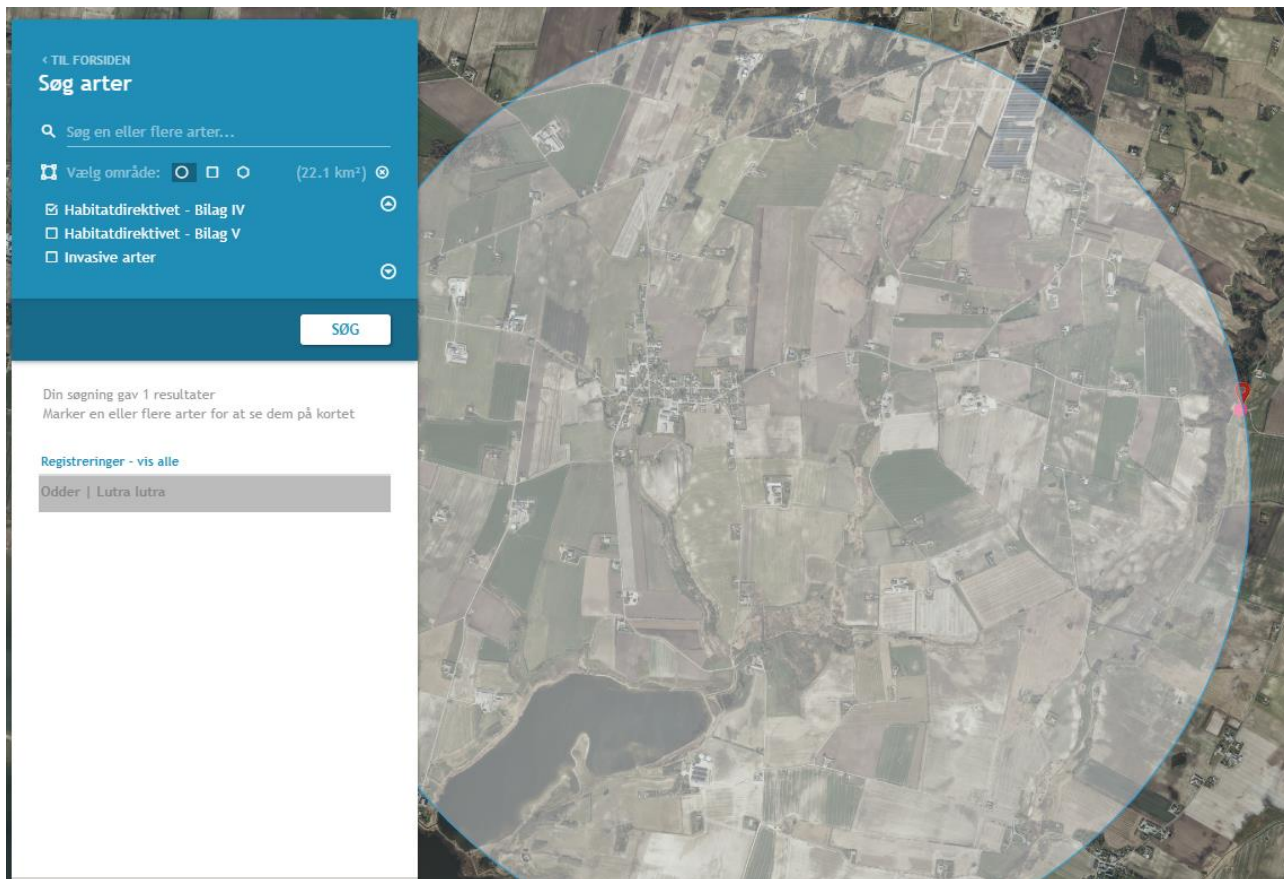 ‹ TIL FORSIDEN
Søg arter
Søg en eller flere arter...
Vælg område: (22.1 km²)
Habitatdirektivet - Bilag IV
Habitatdirektivet - Bilag V
Invasive arter
SØG
Din søgning gav 1 resultater
Marker en eller flere arter for at se dem på kortet
Registreringer - vis alle
Odder | Lutra lutra